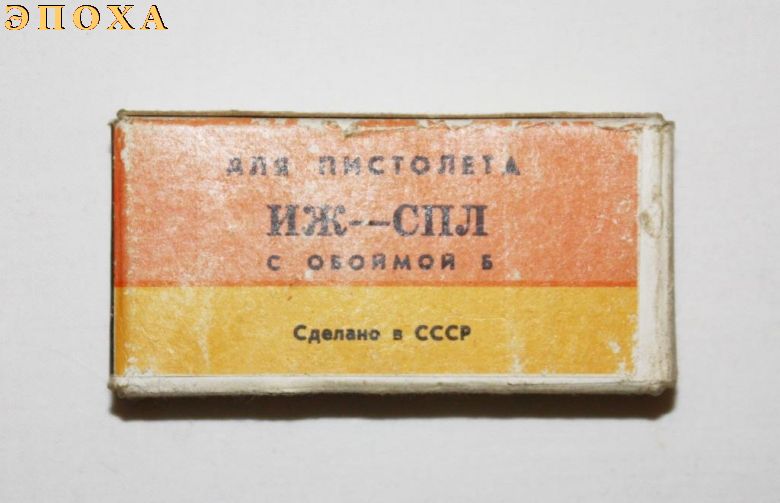 ЭПОХА
ДЛЯ ПИСТОЛЕТА
ИЖ--СПЛ
С ОБОЙМОЙ Б
Сделано в СССР